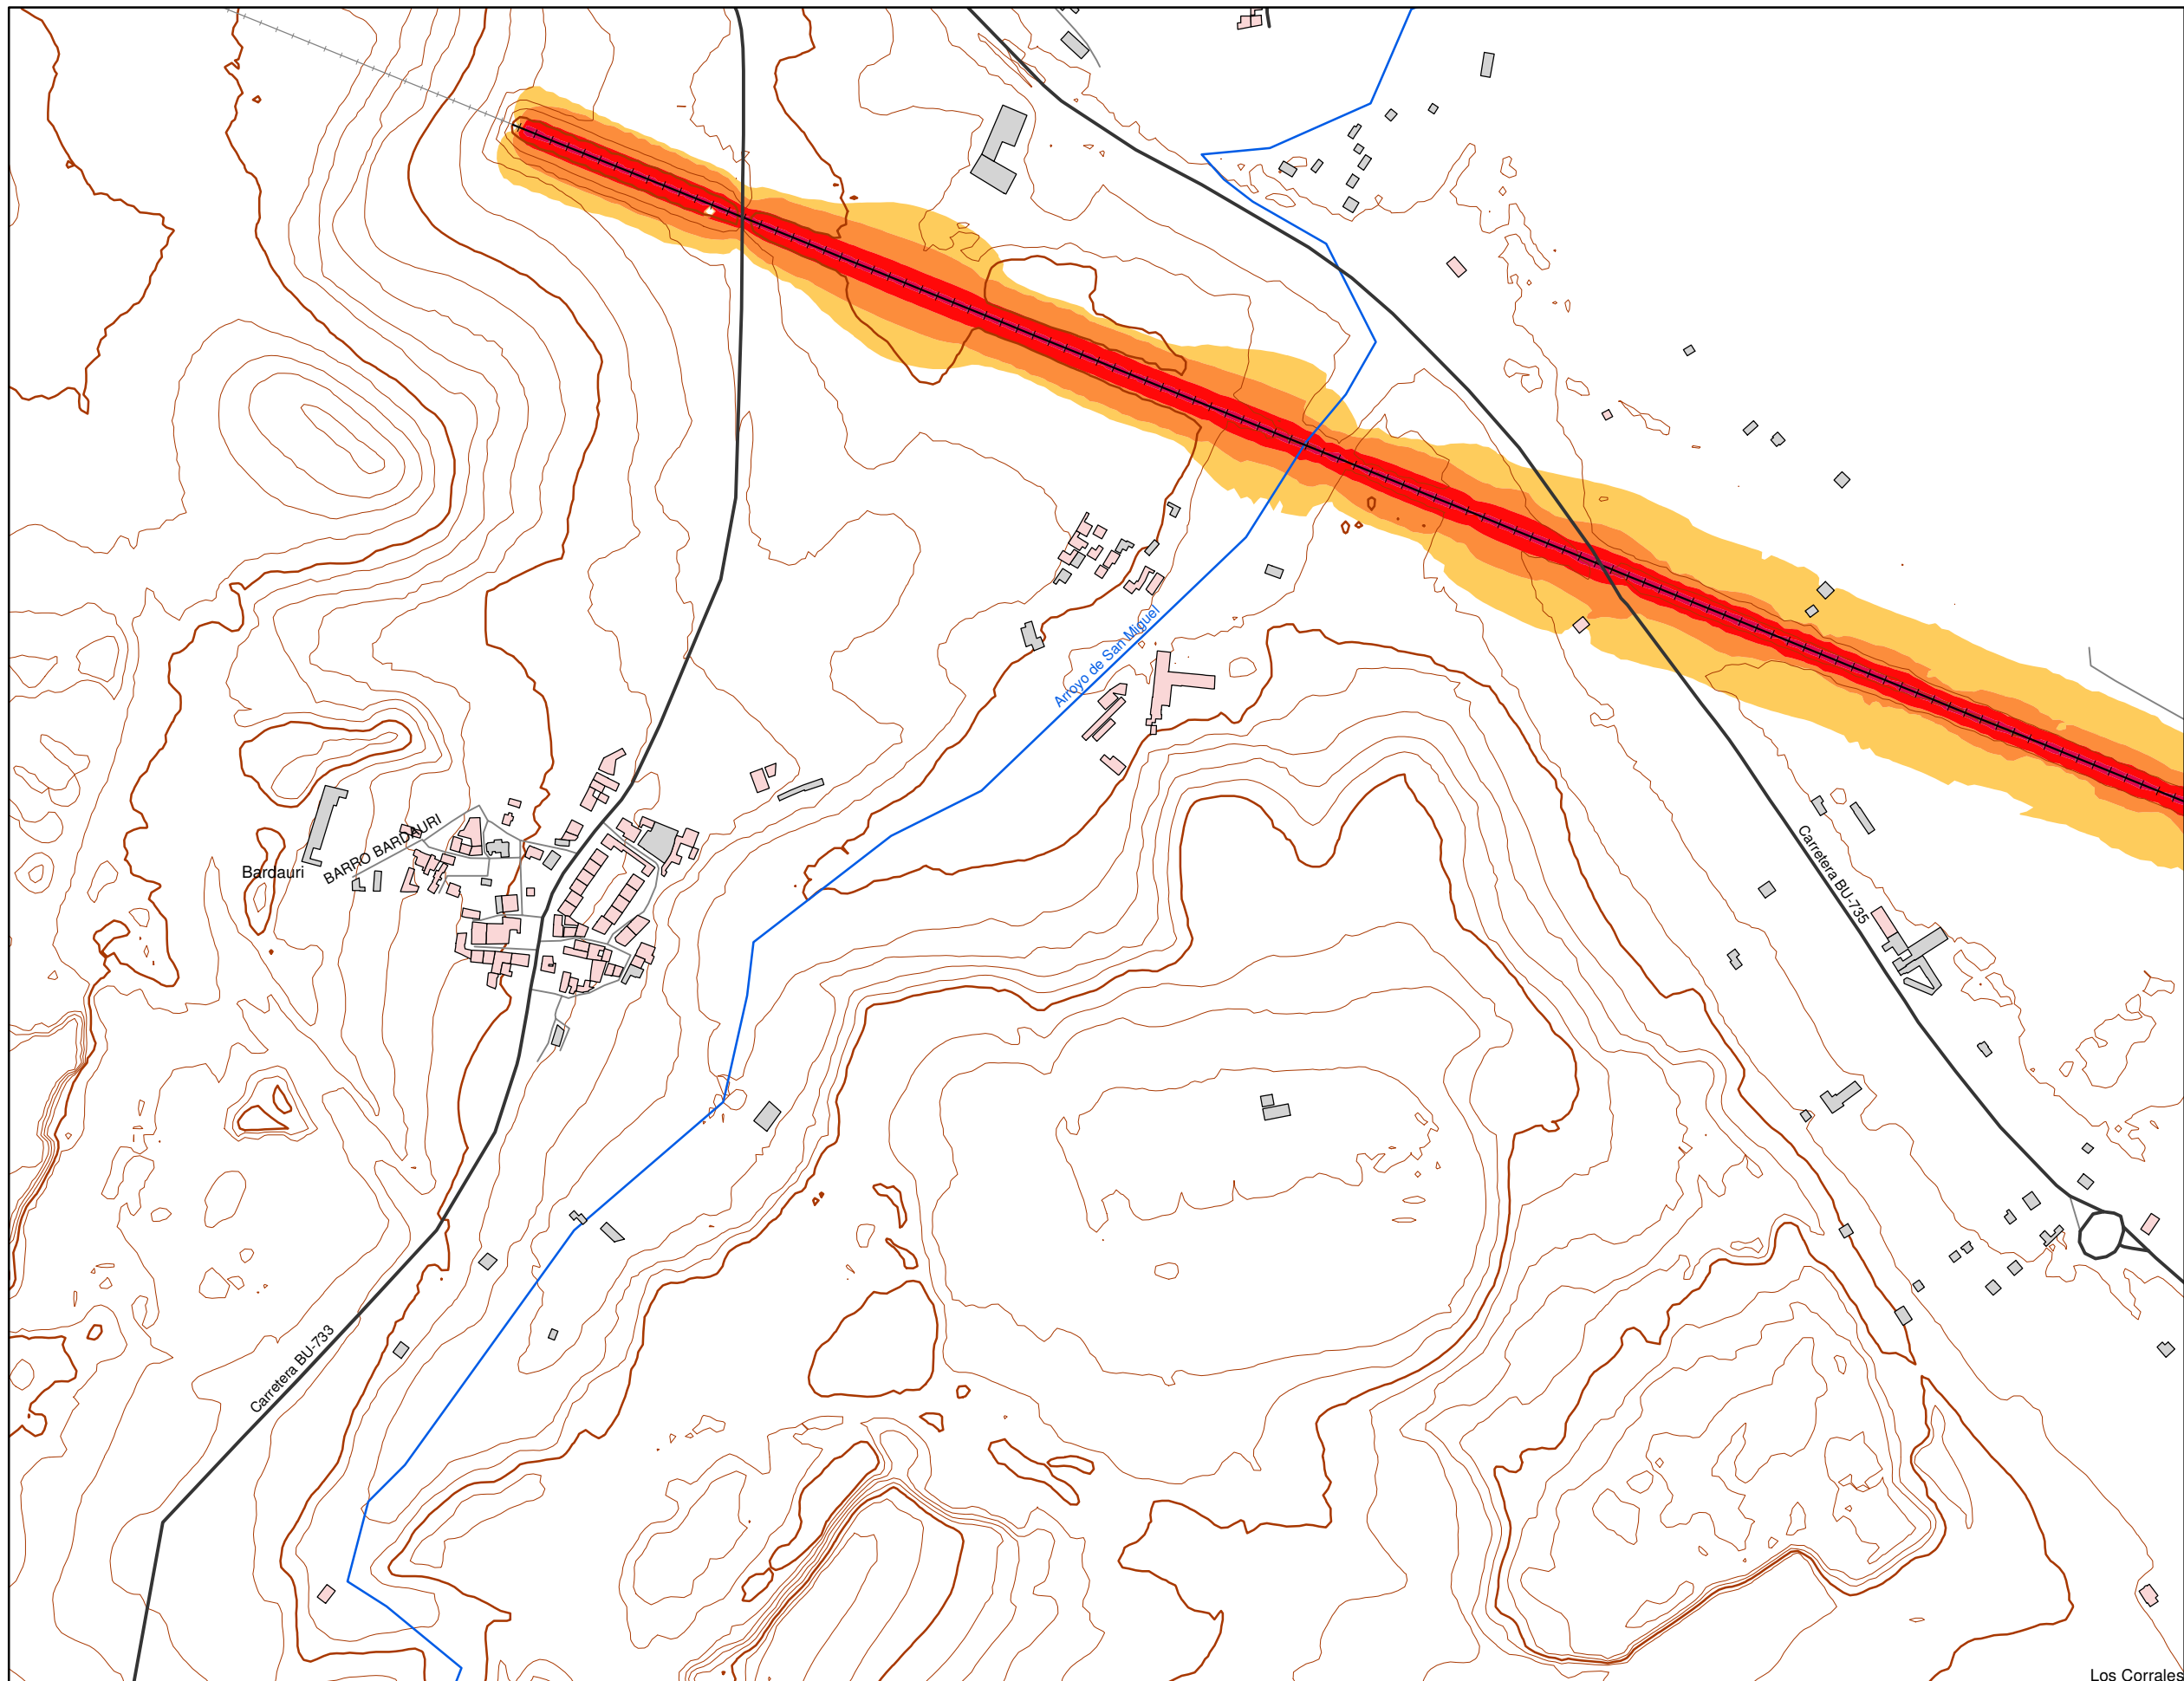 Arroyo de San Miguel
BARRO BARDAURI
Bardauri
Carretera BU-735
Carretera BU-733
Los Corrales